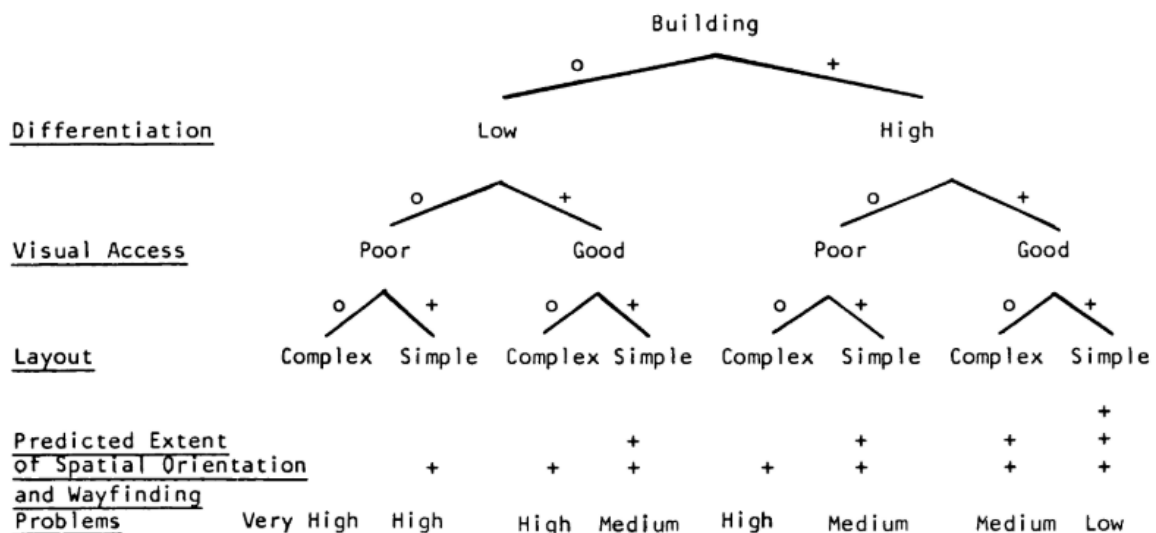 Building
o +
Differentiation Low High
o + o +
Visual Access Poor Good Poor Good
o + o + o + o +
Layout Complex Simple Complex Simple Complex Simple Complex Simple
+
Predicted Extent + + + +
of Spatial Orientation + + + + + + +
and Wayfinding
Problems Very High High High Medium High Medium Medium Low